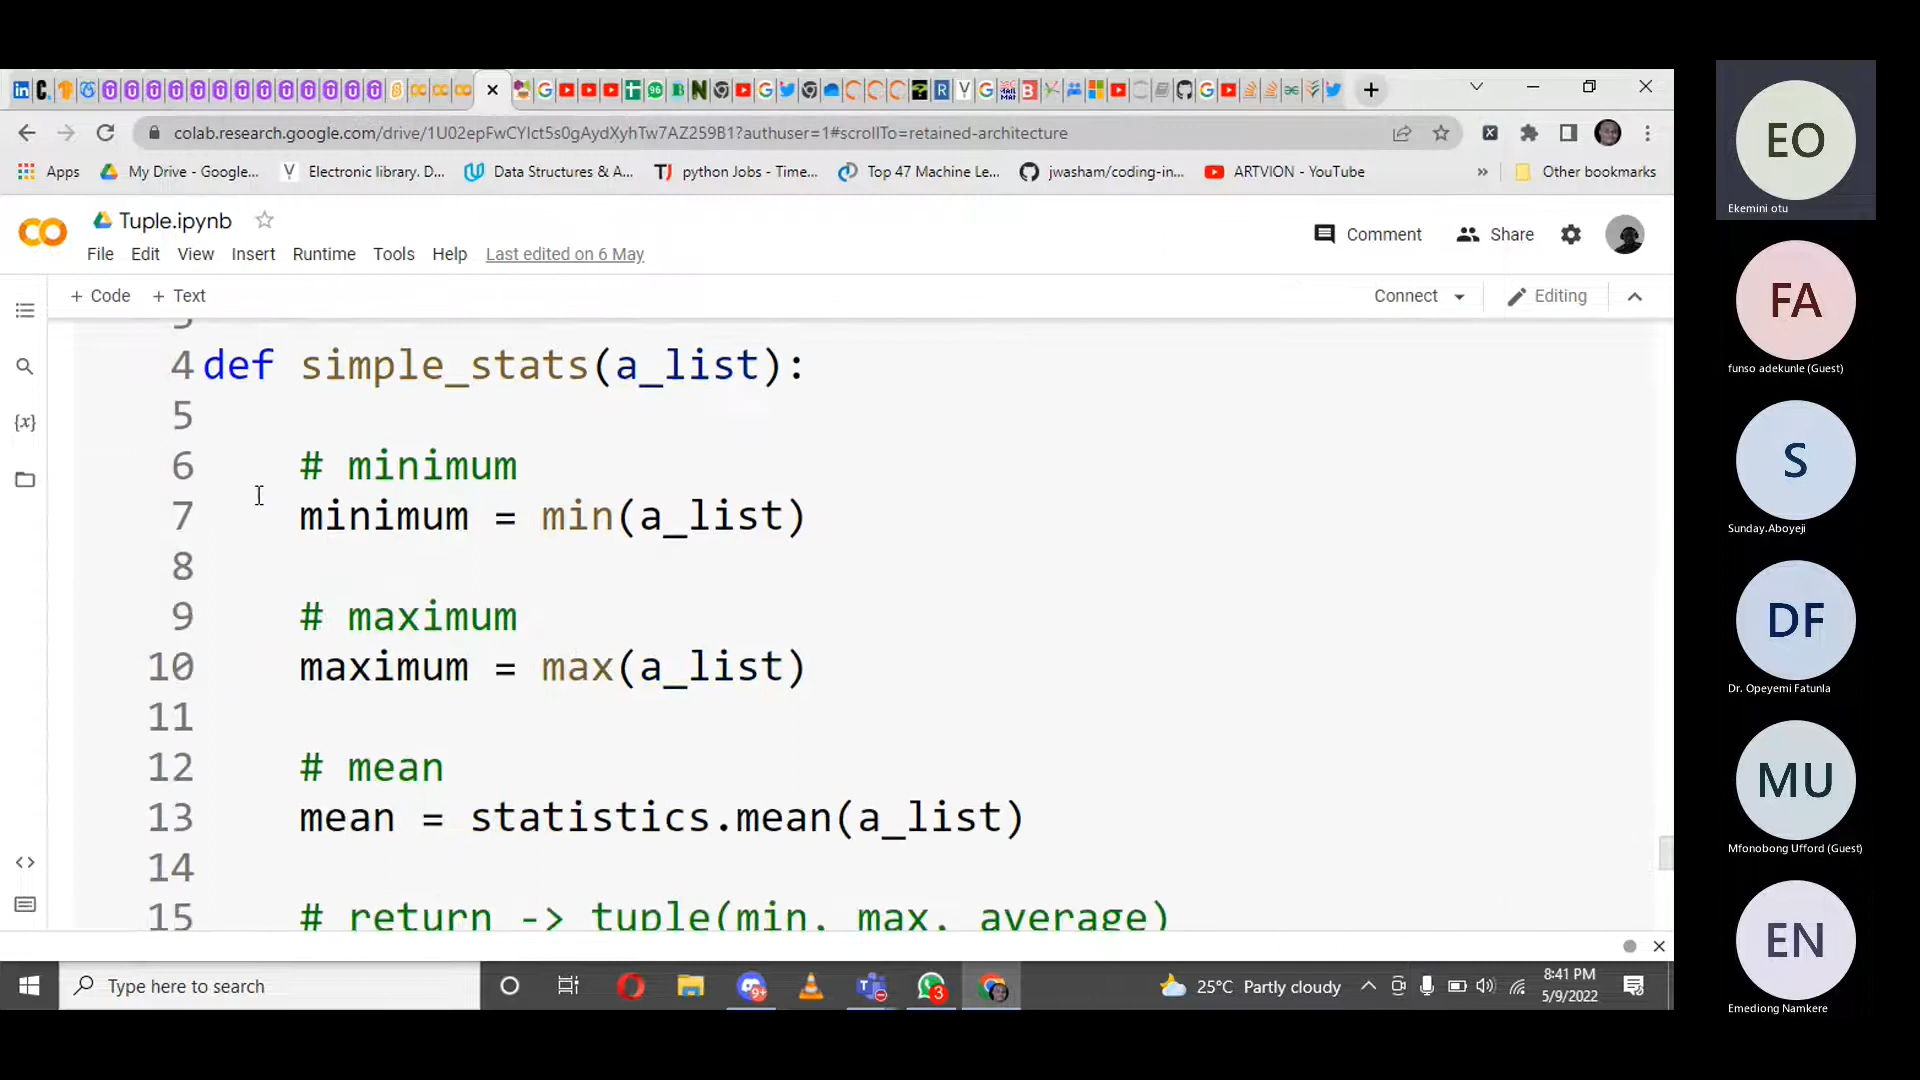 colab.research.google.com/drive/1U02epFwCYIct5s0gAydXyhTw7AZ259B1?authuser=1#scrollTo=retained-architecture
Apps My Drive - Google... Electronic library. D... Data Structures & A... python Jobs - Time... Top 47 Machine Le... jwasham/coding-in... ARTVION - YouTube » Other bookmarks
Tuple.ipynb
Comment Share
File Edit View Insert Runtime Tools Help Last edited on 6 May
+ Code + Text
Connect Editing
4 def simple_stats(a_list):
5
6 # minimum
7 minimum = min(a_list)
8
9 # maximum
10 maximum = max(a_list)
11
12 # mean
13 mean = statistics.mean(a_list)
14
15 # return -> tuple(min, max, average)
Type here to search
25°C Partly cloudy
8:41 PM
5/9/2022
EO
Ekemini otu
FA
funso adekunle (Guest)
S
Sunday.Aboyeji
DF
Dr. Opeyemi Fatunla
MU
Mfonobong Ufford (Guest)
EN
Emediong Namkere